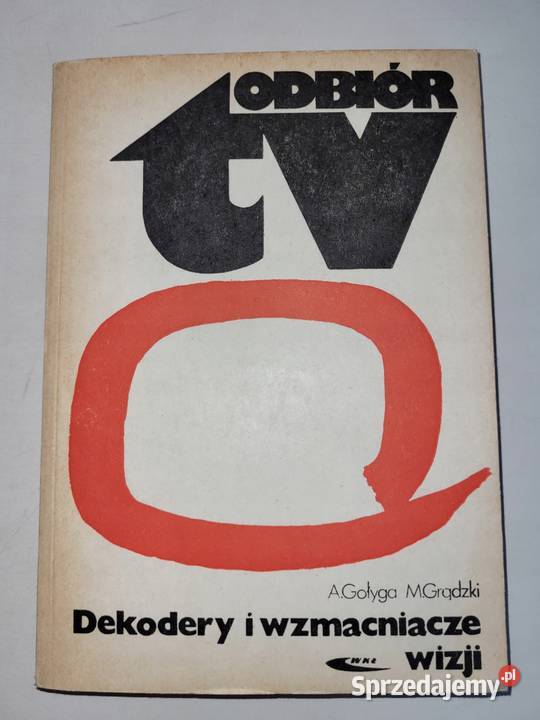 ODBIÓR
tv
A.Gołyga M.Grądzki
Dekodery i wzmacniacze
WKŁ wizji
Sprzedajemy.pl